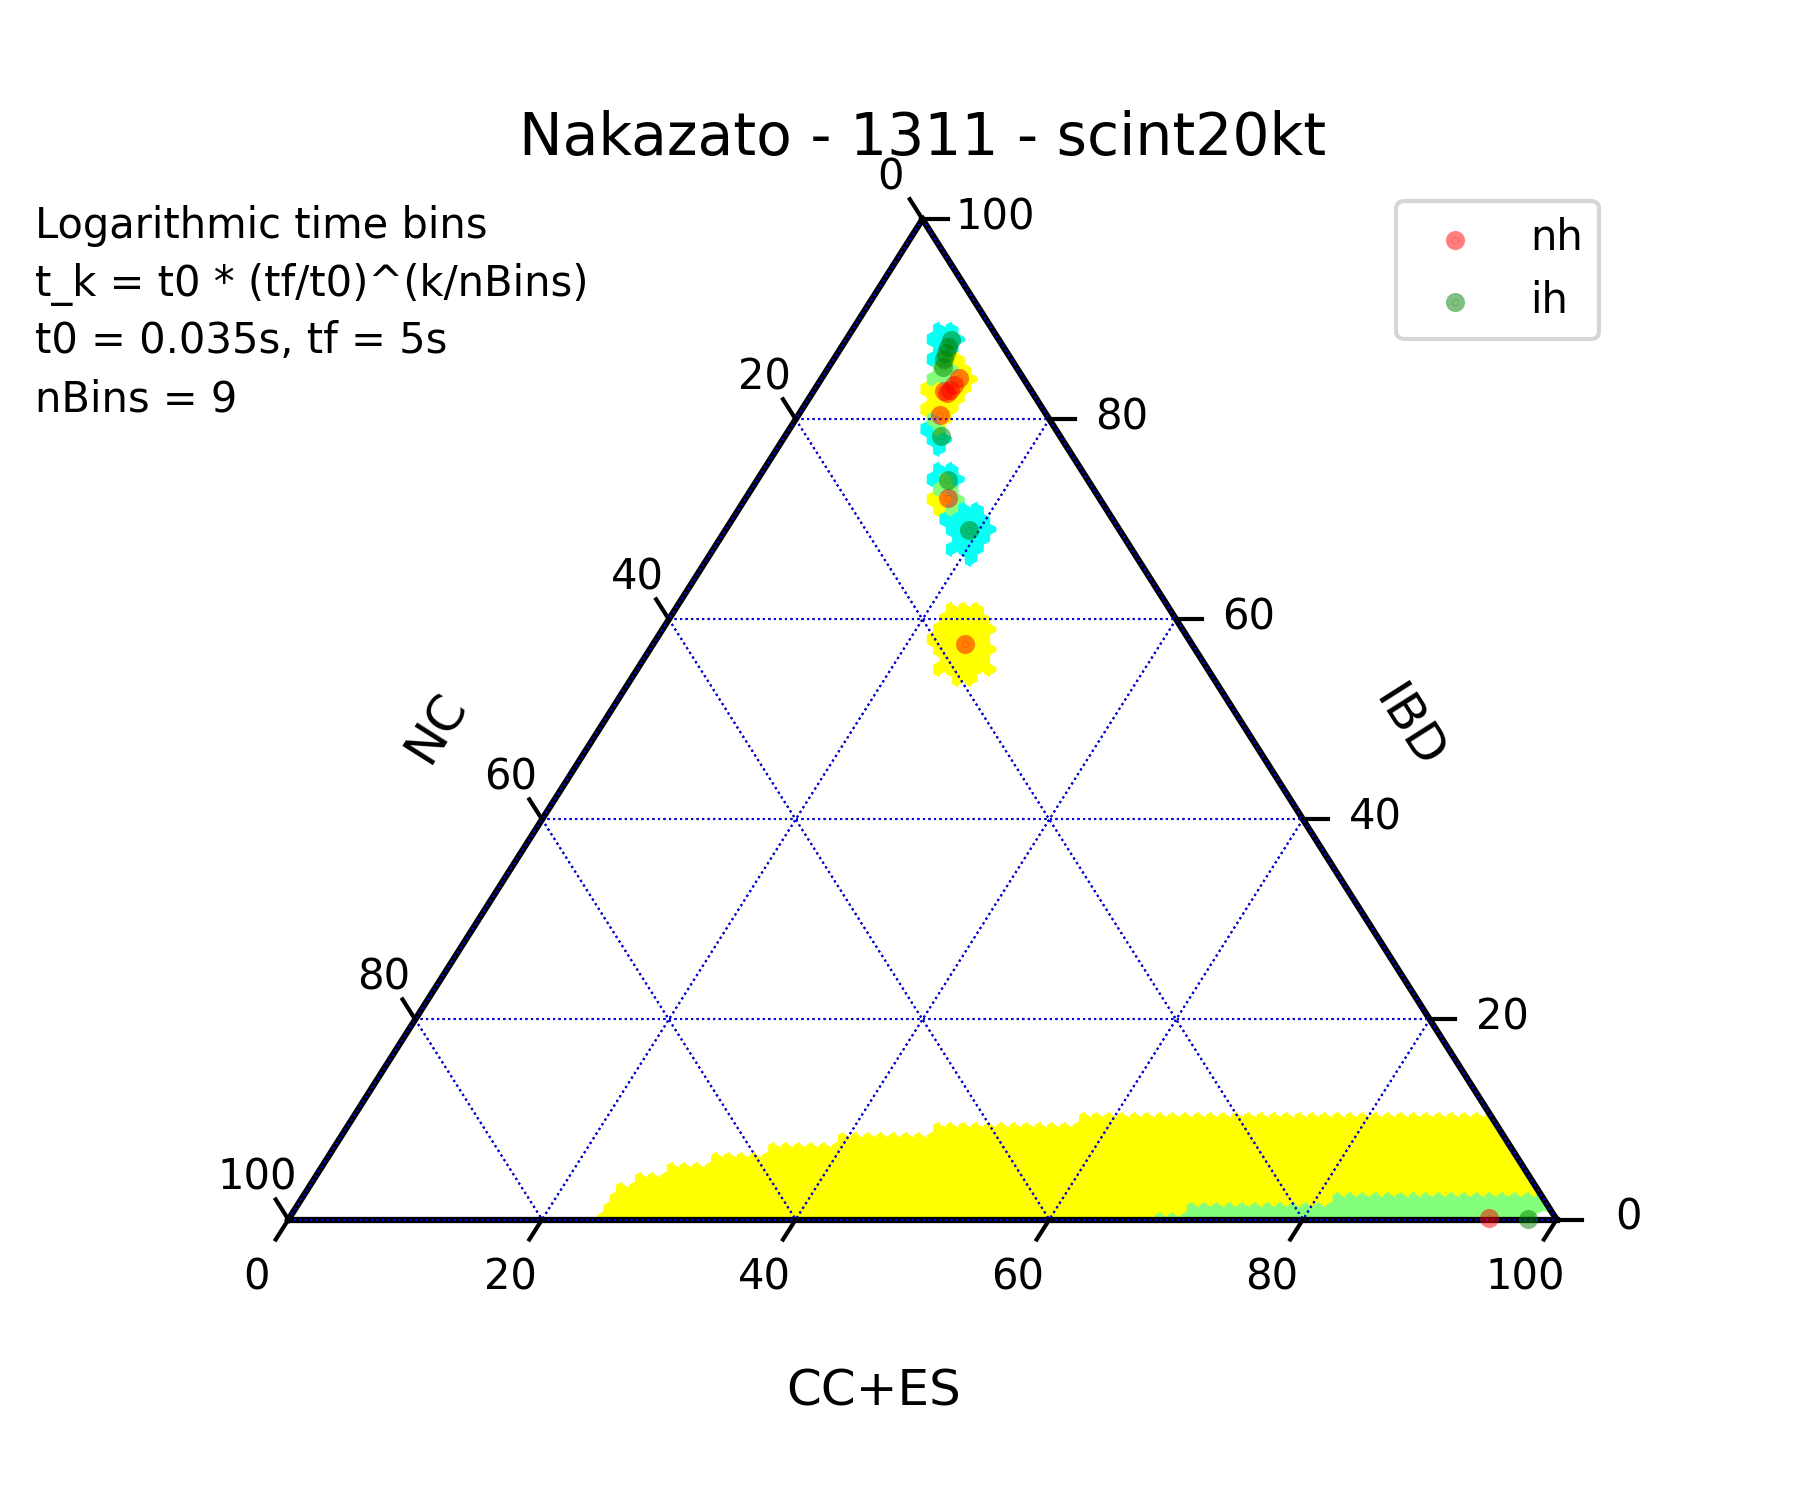 Nakazato - 1311 - scint20kt
Logarithmic time bins
t_k = t0 * (tf/t0)^(k/nBins)
t0 = 0.035s, tf = 5s
nBins = 9
nh
ih
0
100
20
80
40
60
NC
IBD
60
40
80
20
100
0
0
20
40
60
80
100
CC+ES